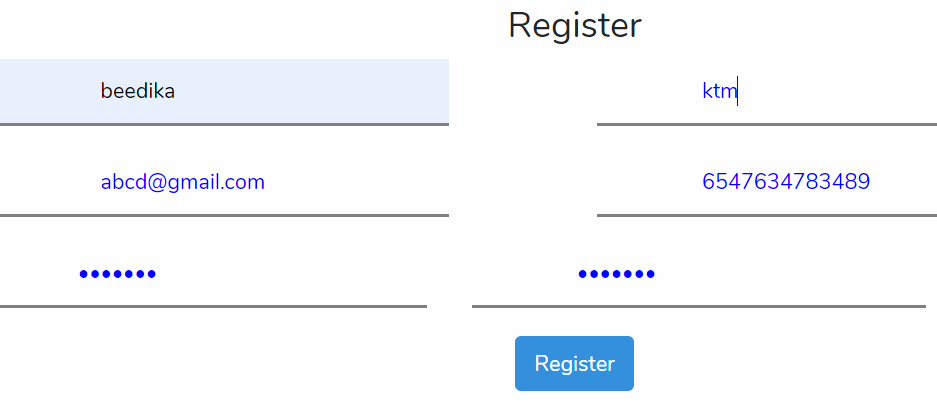 Register
beedika ktm
abcd@gmail.com 6547634783489
••••••• •••••••
Register